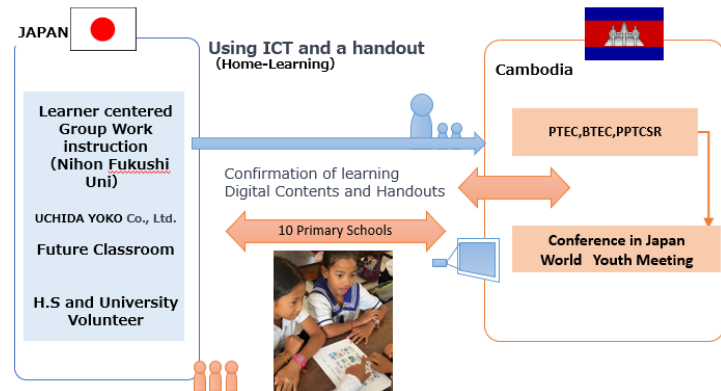 JAPAN
Using ICT and a handout
（Home-Learning）
Cambodia
Learner centered
Group Work
instruction
（Nihon Fukushi
Uni）
UCHIDA YOKO Co., Ltd.
Future Classroom
H.S and University
Volunteer
PTEC,BTEC,PPTCSR
Confirmation of learning
Digital Contents and Handouts
10 Primary Schools
Conference in Japan
World Youth Meeting